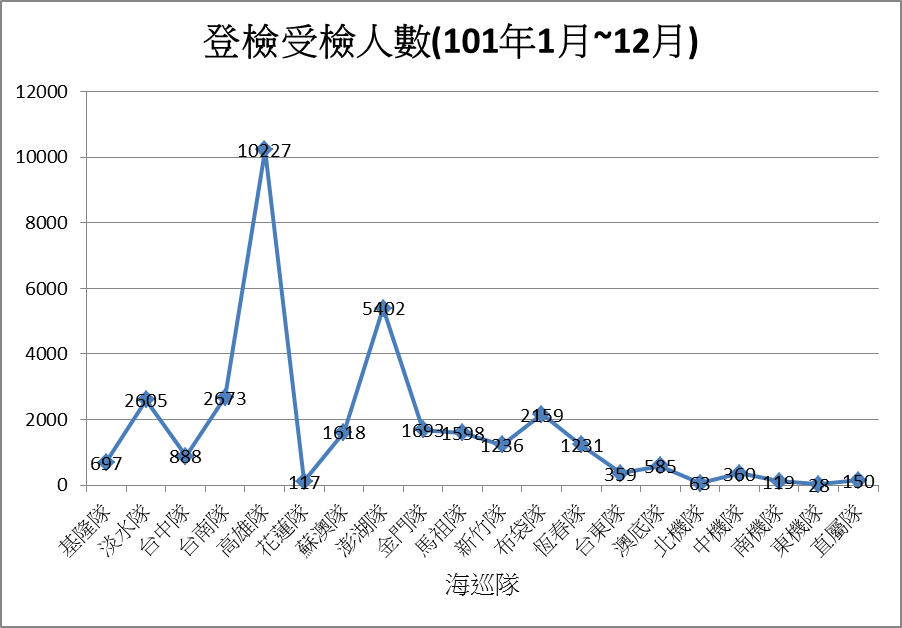 登檢受檢人數(101年1月~12月)
12000
10000
8000
6000
4000
2000
0
697
2605
888
2673
10227
117
1618
5402
1693
1598
1236
2159
1231
359
585
63
360
119
28
150
基隆隊
淡水隊
台中隊
台南隊
高雄隊
花蓮隊
蘇澳隊
澎湖隊
金門隊
馬祖隊
新竹隊
布袋隊
恆春隊
台東隊
澳底隊
北機隊
中機隊
南機隊
東機隊
直屬隊
海巡隊